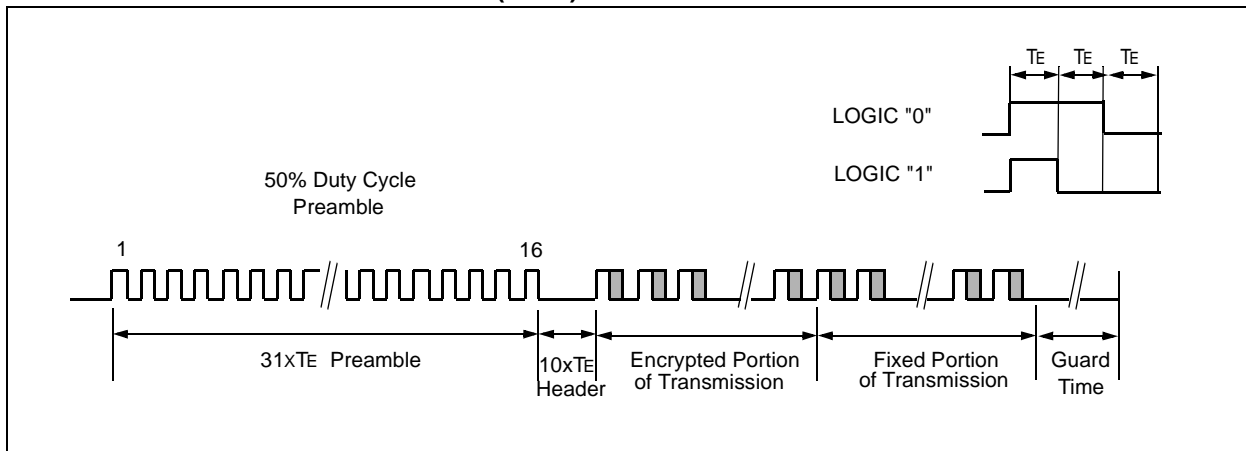 TE TE TE
LOGIC "0"
LOGIC "1"
50% Duty Cycle
Preamble
1
16
31XTE Preamble
10xTE
Header
Encrypted Portion
of Transmission
Fixed Portion
of Transmission
Guard
Time